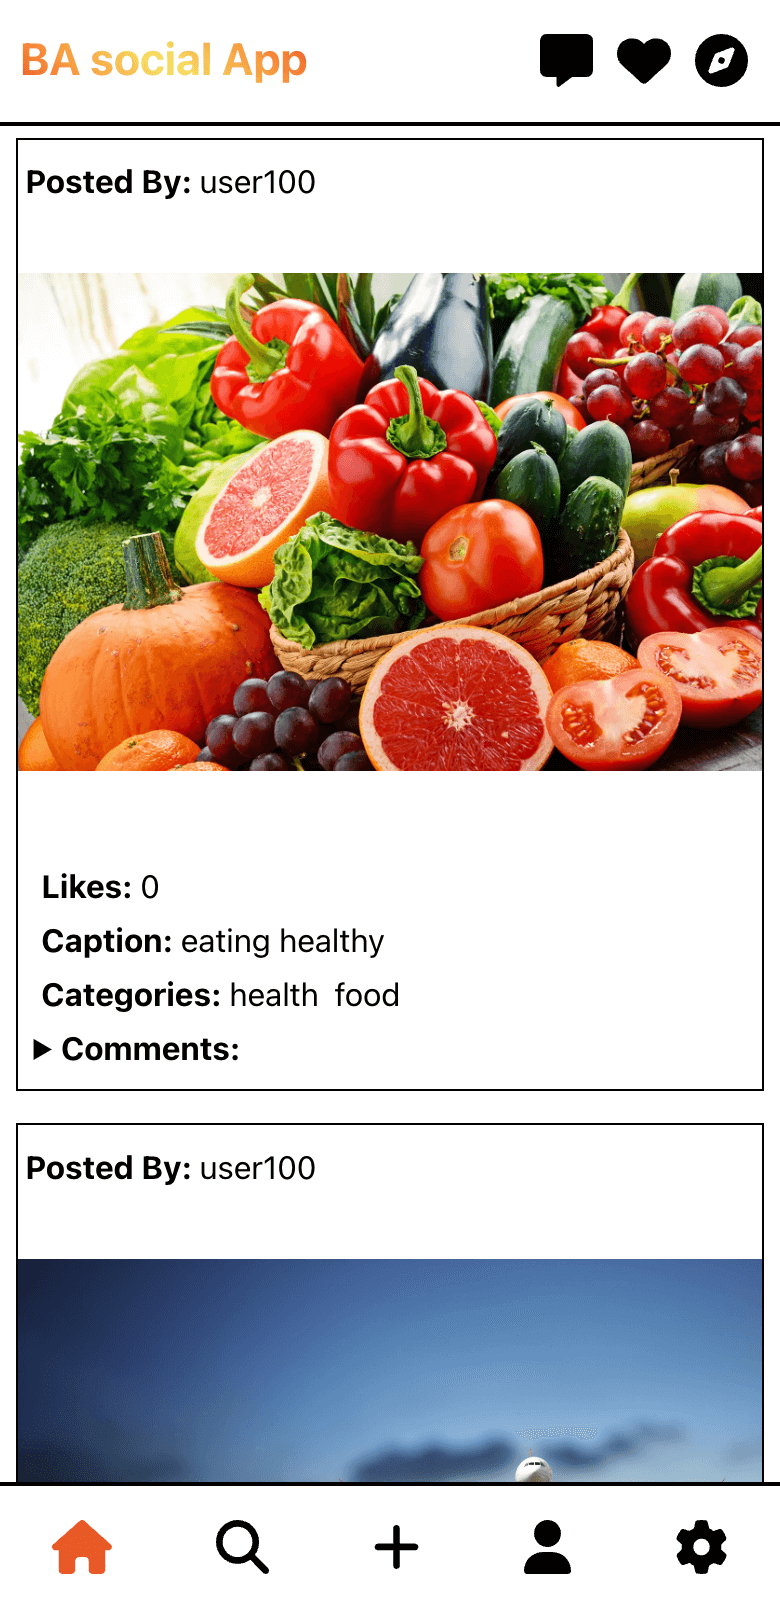 BA social App
Posted By: user100
Likes: 0
Caption: eating healthy
Categories: health food
Comments:
Posted By: user100